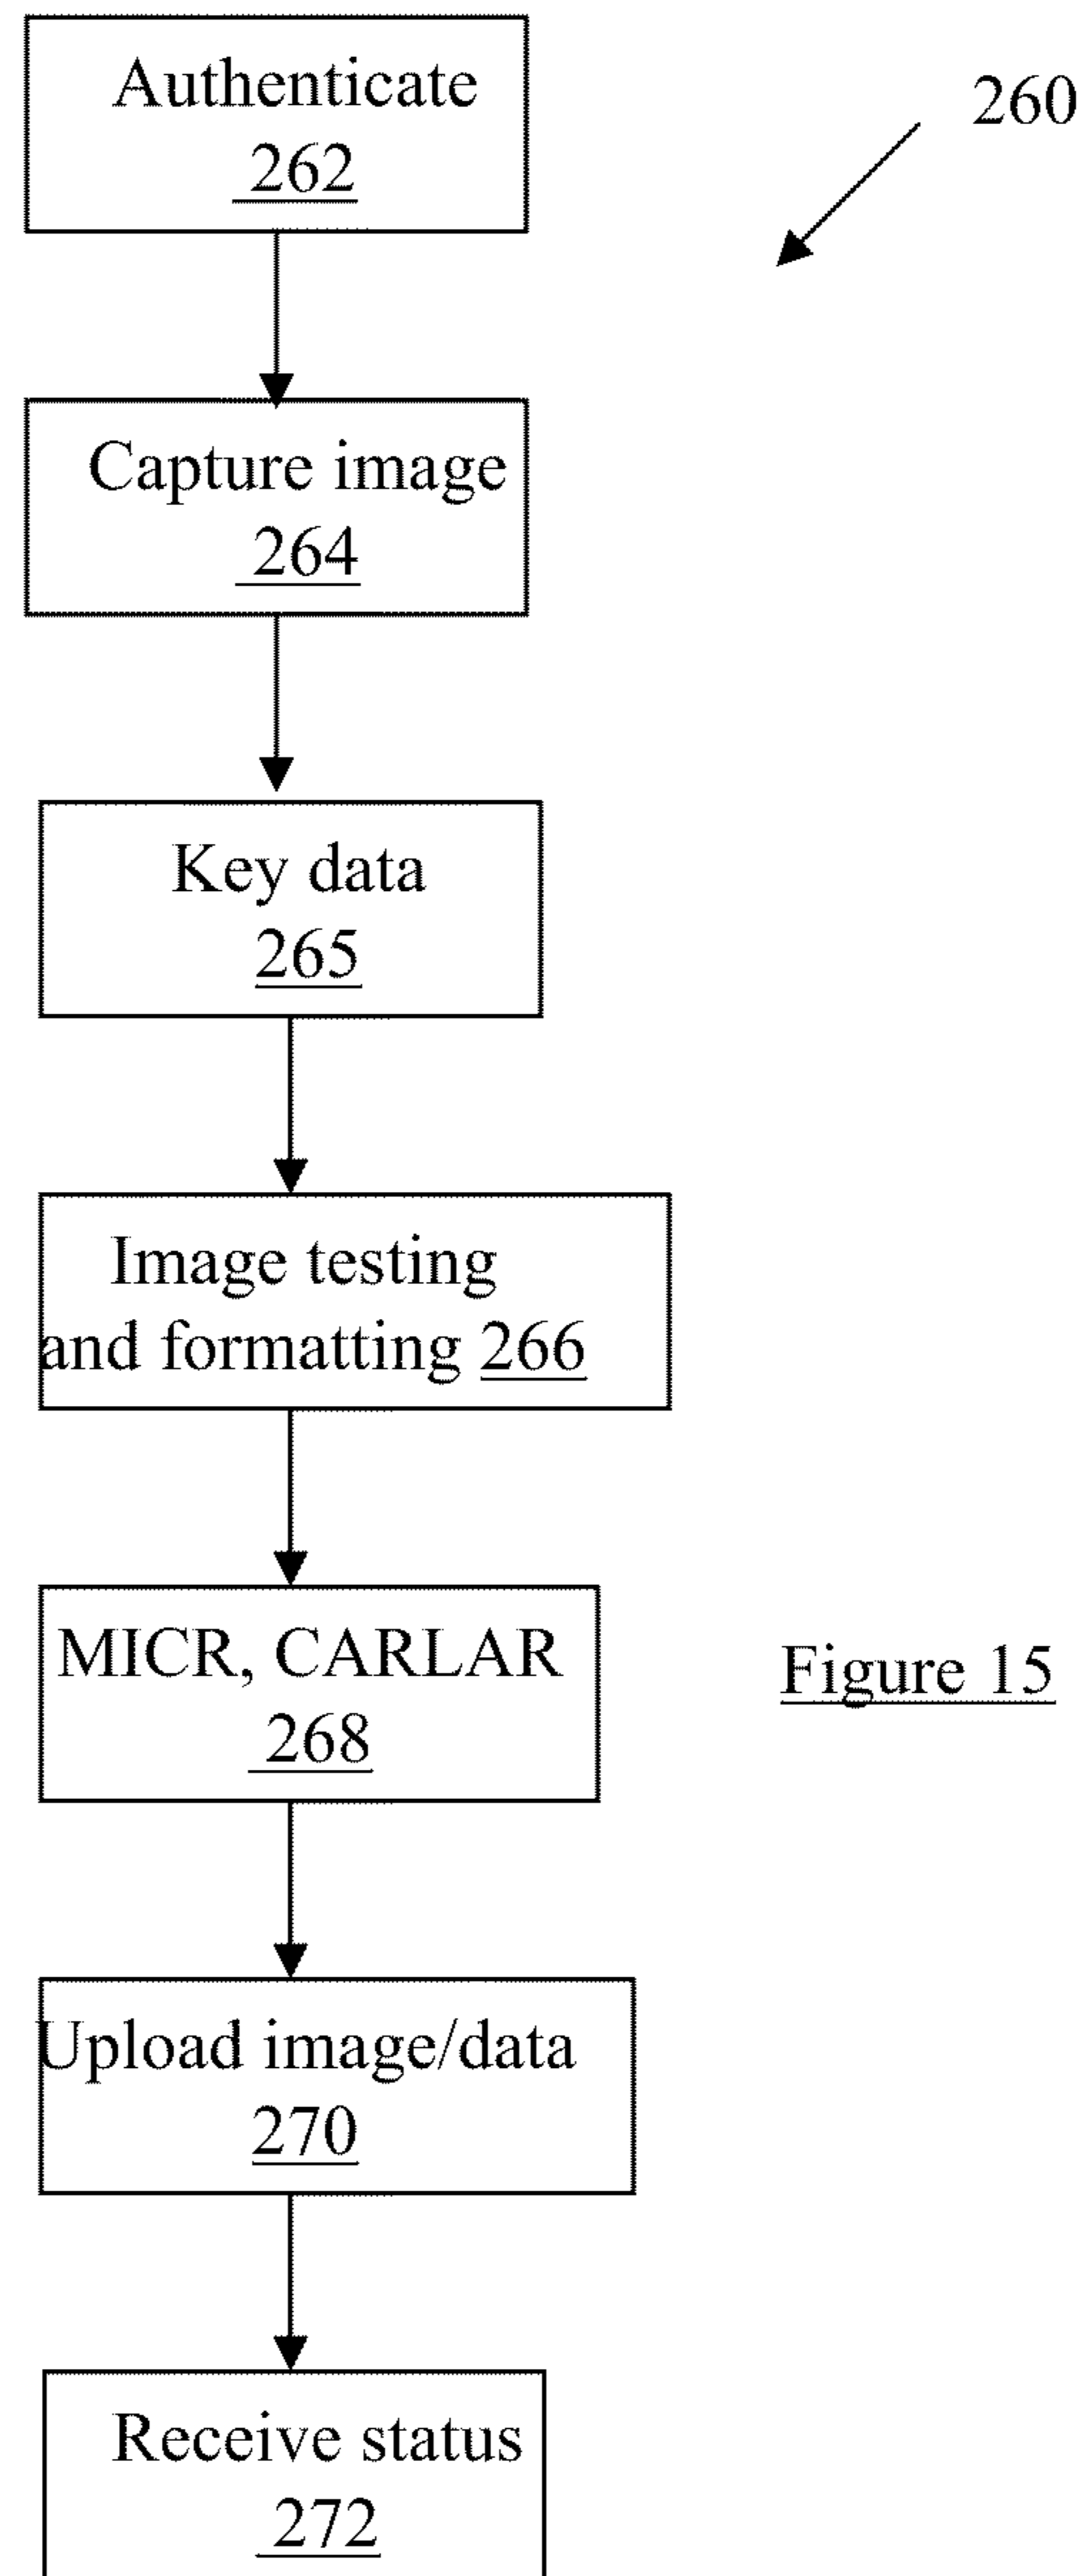 Authenticate
262
260
Capture image
264
Key data
265
Image testing
and formatting 266
MICR, CARLAR
268
Figure 15
Upload image/data
270
Receive status
272